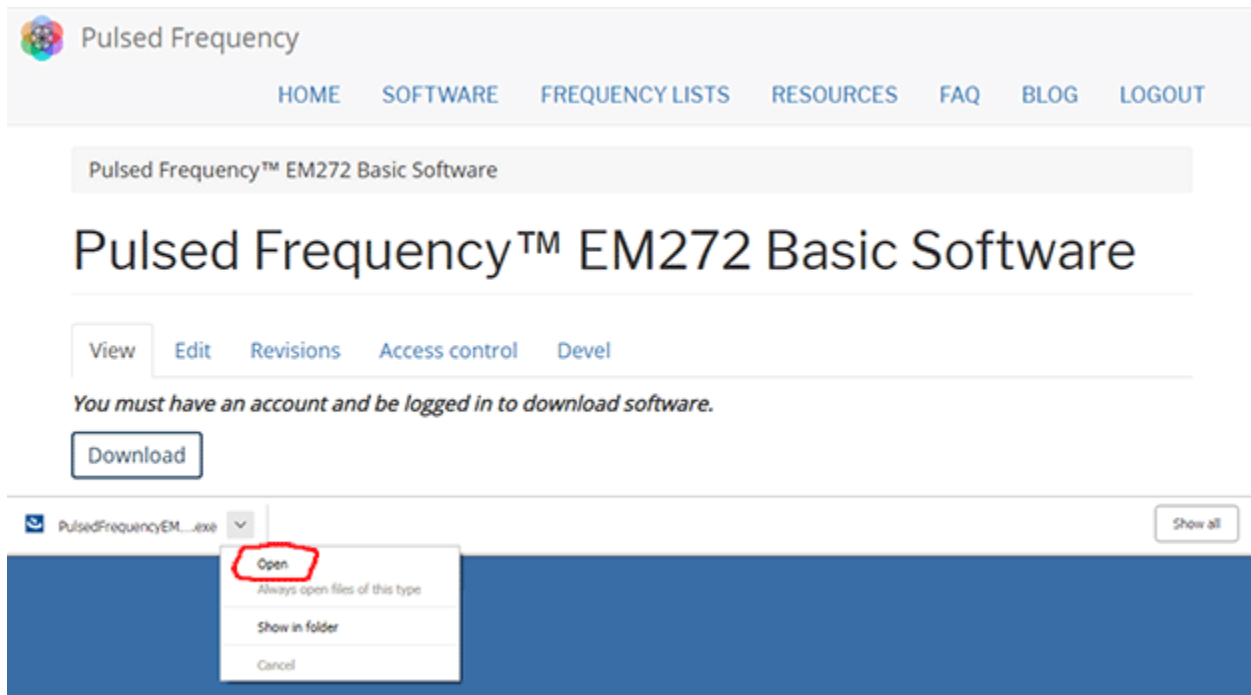 Pulsed Frequency
HOME SOFTWARE FREQUENCY LISTS RESOURCES FAQ BLOG LOGOUT
Pulsed Frequency™ EM272 Basic Software
Pulsed Frequency™ EM272 Basic Software
View Edit Revisions Access control Devel
You must have an account and be logged in to download software.
Download
PulsedFrequencyEM....exe Show all
Open
Always open files of this type
Show in folder
Cancel